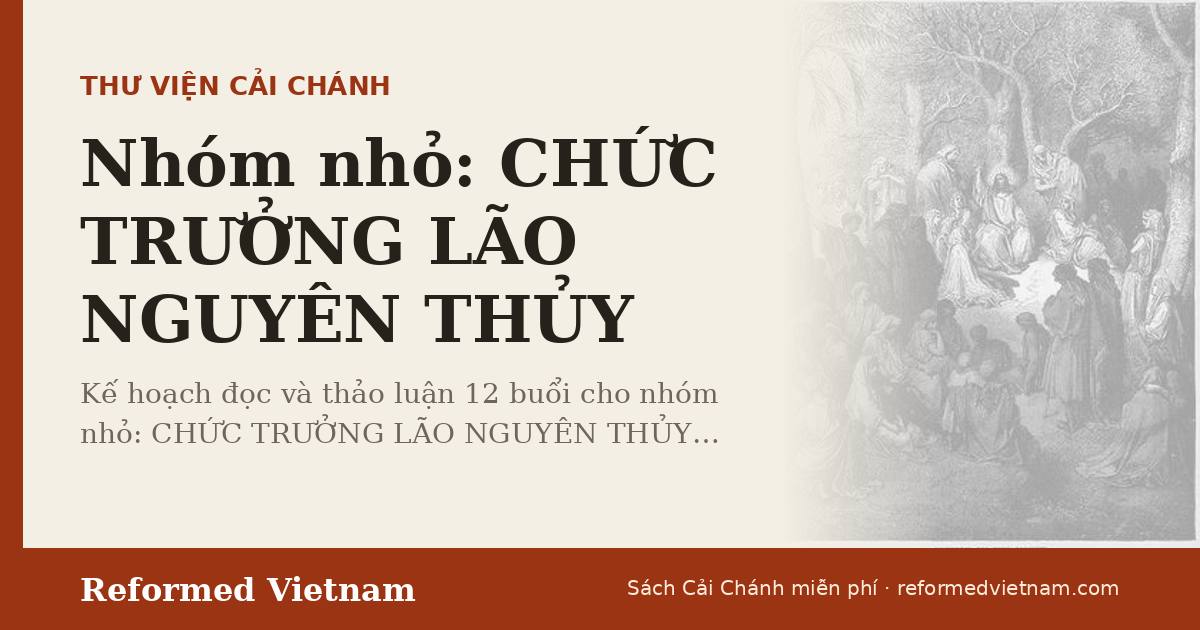 THƯ VIỆN CẢI CHÁNH
Nhóm nhỏ: CHỨC
TRƯỞNG LÃO
NGUYÊN THỦY
Kế hoạch đọc và thảo luận 12 buổi cho nhóm
nhỏ: CHỨC TRƯỞNG LÃO NGUYÊN THỦY...
Reformed Vietnam
Sách Cải Chánh miễn phí · reformedvietnam.com